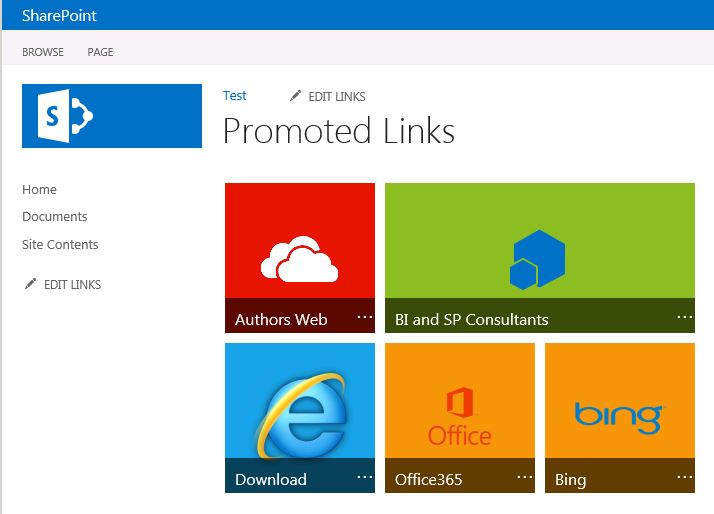 SharePoint
BROWSE PAGE
S
Test EDIT LINKS
Promoted Links
Home
Documents
Site Contents
EDIT LINKS
Authors Web ...
BI and SP Consultants ...
Office
bing
Download ...
Office365 ...
Bing ...